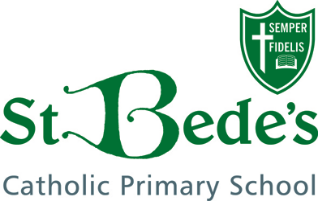 SEMPER
FIDELIS
St Bede's
Catholic Primary School